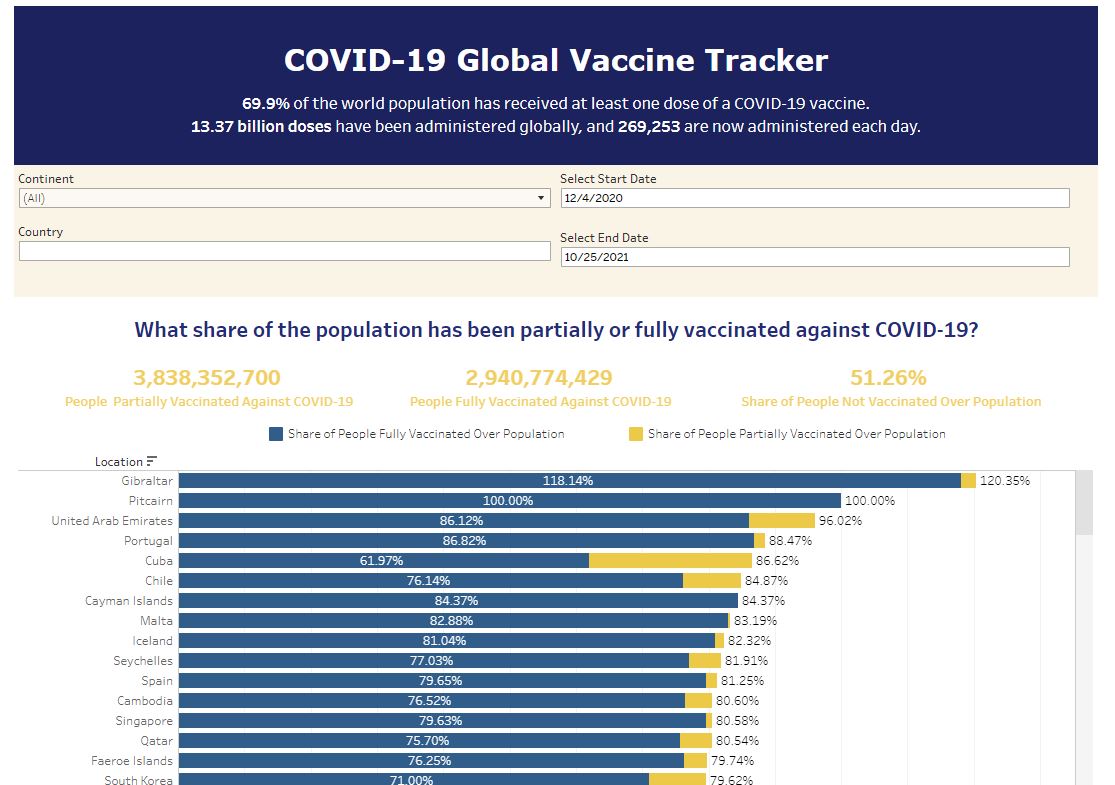 COVID-19 Global Vaccine Tracker
69.9% of the world population has received at least one dose of a COVID-19 vaccine.
13.37 billion doses have been administered globally, and 269,253 are now administered each day.
Continent
(All)
Select Start Date
12/4/2020
Country
Select End Date
10/25/2021
What share of the population has been partially or fully vaccinated against COVID-19?
3,838,352,700 2,940,774,429 51.26%
People Partially Vaccinated Against COVID-19 People Fully Vaccinated Against COVID-19 Share of People Not Vaccinated Over Population
Share of People Fully Vaccinated Over Population Share of People Partially Vaccinated Over Population
Location
Gibraltar 118.14% 120.35%
Pitcairn 100.00% 100.00%
United Arab Emirates 86.12% 96.02%
Portugal 86.82% 88.47%
Cuba 61.97% 86.62%
Chile 76.14% 84.87%
Cayman Islands 84.37% 84.37%
Malta 82.88% 83.19%
Iceland 81.04% 82.32%
Seychelles 77.03% 81.91%
Spain 79.65% 81.25%
Cambodia 76.52% 80.60%
Singapore 79.63% 80.58%
Qatar 75.70% 80.54%
Faeroe Islands 76.25% 79.74%
South Korea 71.00% 79.62%